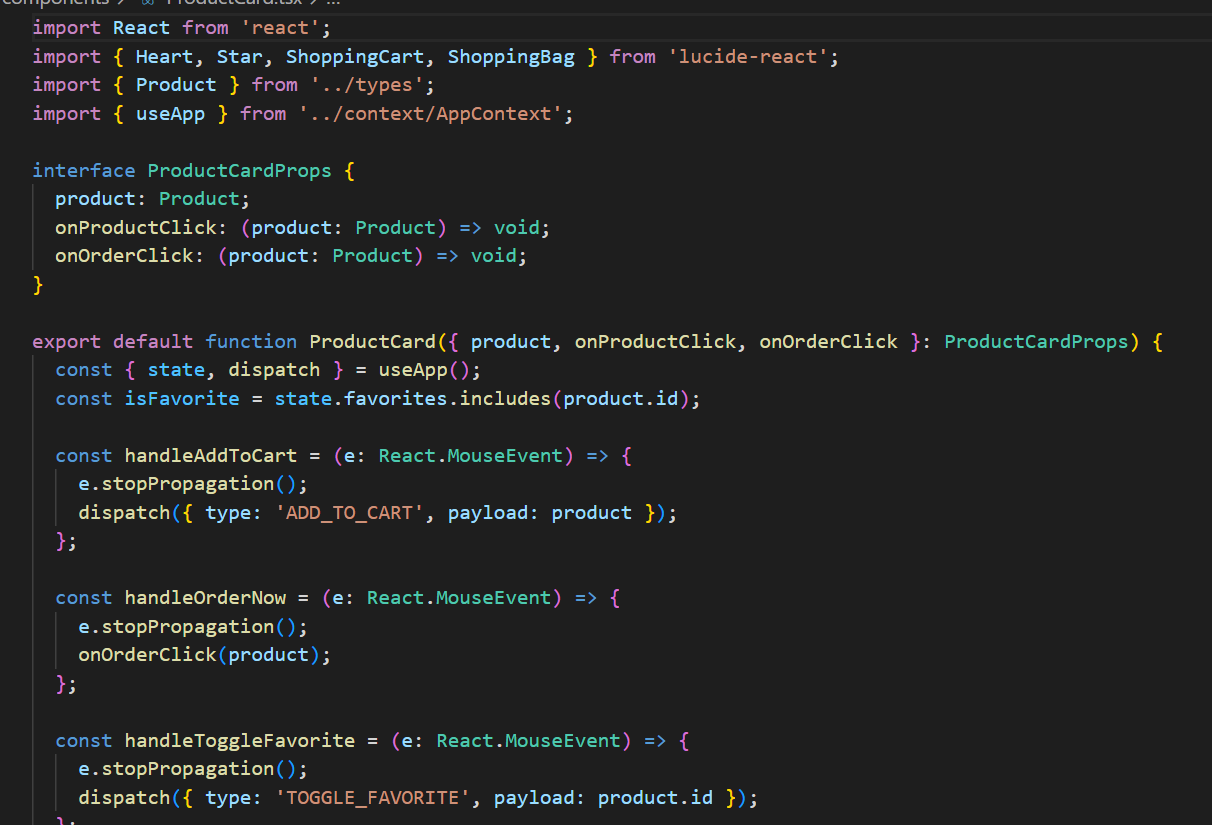 components > ProductCard.tsx > ...
import React from 'react';
import { Heart, Star, ShoppingCart, ShoppingBag } from 'lucide-react';
import { Product } from '../types';
import { useApp } from '../context/AppContext';

interface ProductCardProps {
  product: Product;
  onProductClick: (product: Product) => void;
  onOrderClick: (product: Product) => void;
}

export default function ProductCard({ product, onProductClick, onOrderClick }: ProductCardProps) {
  const { state, dispatch } = useApp();
  const isFavorite = state.favorites.includes(product.id);

  const handleAddToCart = (e: React.MouseEvent) => {
    e.stopPropagation();
    dispatch({ type: 'ADD_TO_CART', payload: product });
  };

  const handleOrderNow = (e: React.MouseEvent) => {
    e.stopPropagation();
    onOrderClick(product);
  };

  const handleToggleFavorite = (e: React.MouseEvent) => {
    e.stopPropagation();
    dispatch({ type: 'TOGGLE_FAVORITE', payload: product.id });
  };